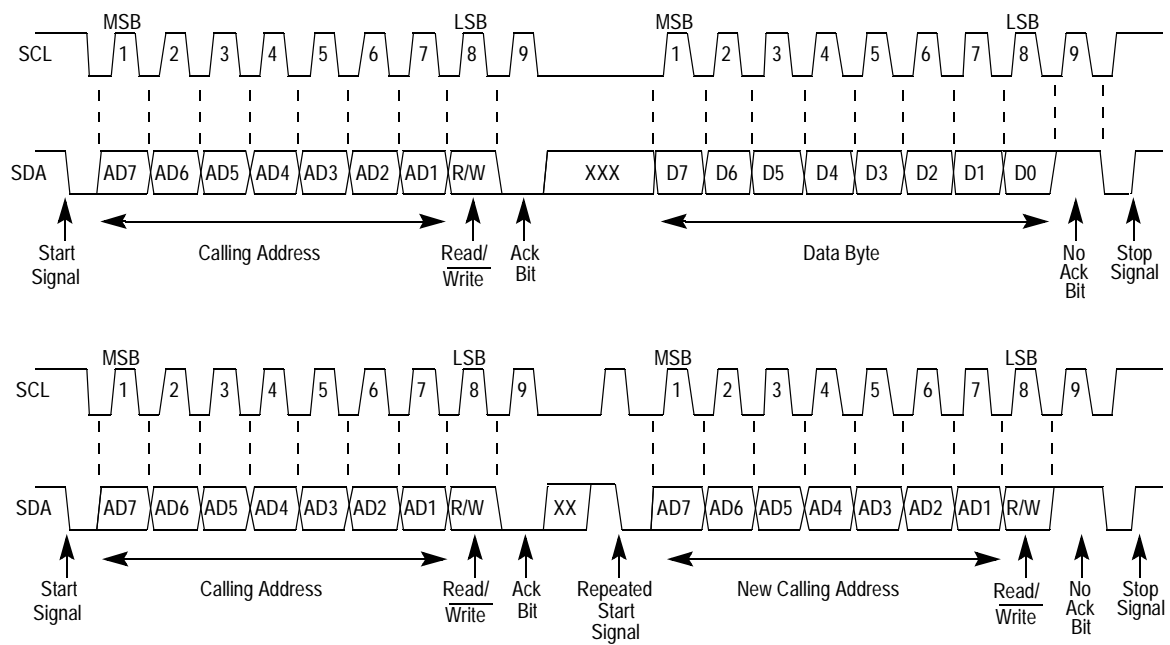 MSB LSB MSB LSB
SCL 1 2 3 4 5 6 7 8 9 1 2 3 4 5 6 7 8 9
SDA AD7 AD6 AD5 AD4 AD3 AD2 AD1 R/W XXX D7 D6 D5 D4 D3 D2 D1 D0
Start Signal
Calling Address
Read/
Write
Ack
Bit
Data Byte
No
Ack
Bit
Stop
Signal
MSB LSB MSB LSB
SCL 1 2 3 4 5 6 7 8 9 1 2 3 4 5 6 7 8 9
SDA AD7 AD6 AD5 AD4 AD3 AD2 AD1 R/W XX AD7 AD6 AD5 AD4 AD3 AD2 AD1 R/W
Start
Signal
Calling Address
Read/
Write
Ack
Bit
Repeated
Start
Signal
New Calling Address
Read/
Write
No
Ack
Bit
Stop
Signal